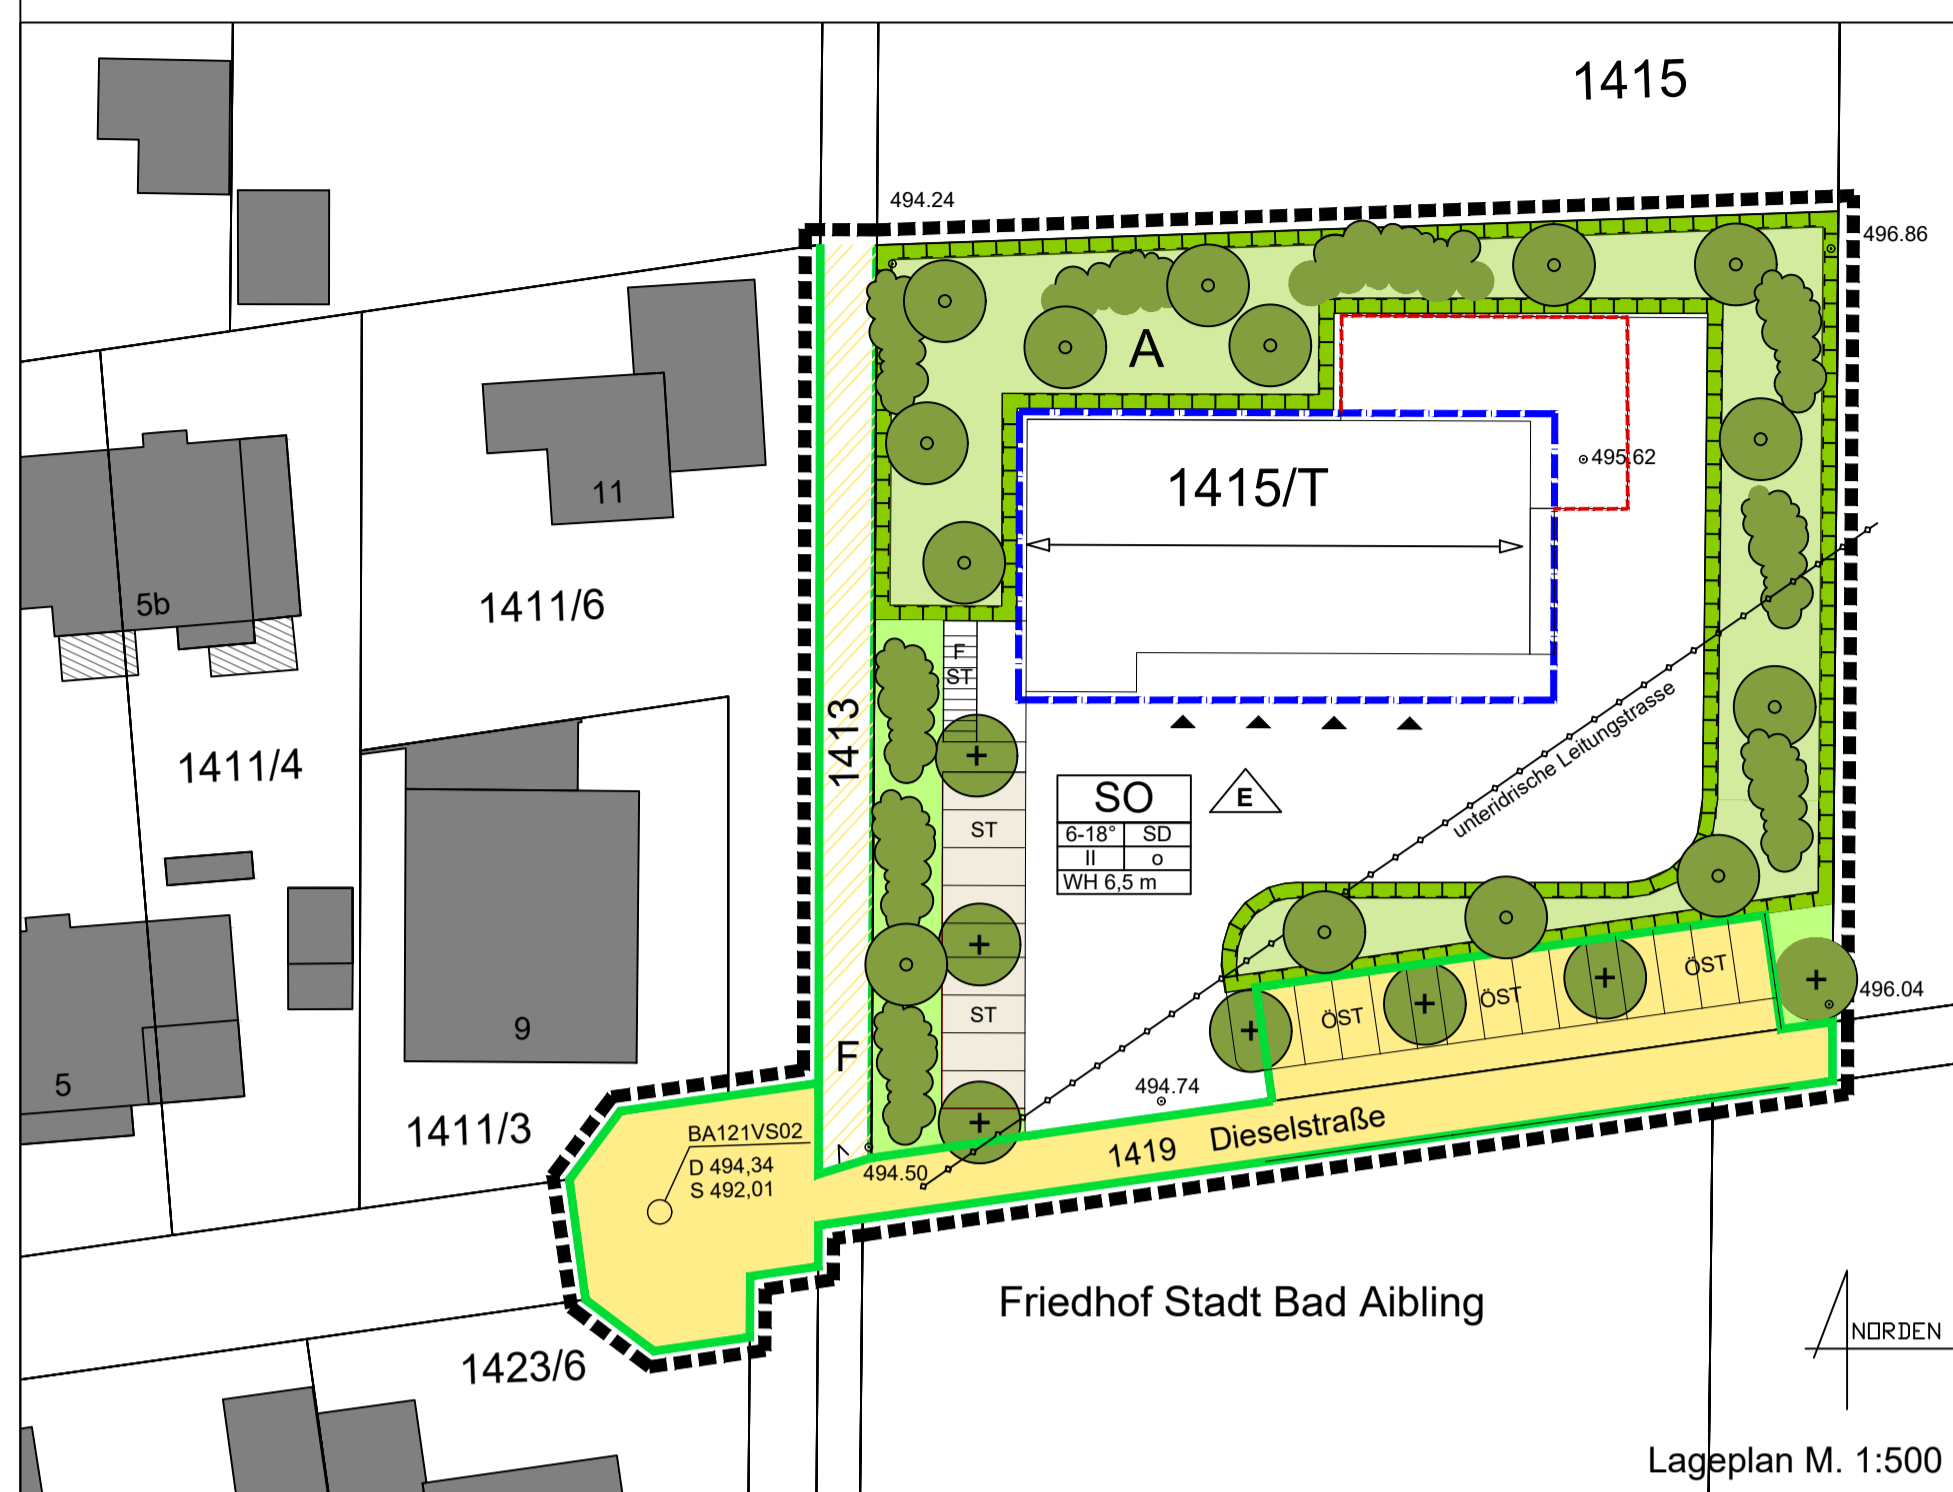 1415
494.24
496.86
A
1415/T
495.62
11
5b
1411/6
F
ST
unteridrische Leitungstrasse
1413
1411/4
SO
6-18° SD
II o
WH 6,5 m
E
ST
ST
9
5
F
1411/3
ÖST
ÖST
ÖST
496.04
494.74
BA121VS02
D 494,34
S 492,01
494.50
1419 Dieselstraße
Friedhof Stadt Bad Aibling
1423/6
NORDEN
Lageplan M. 1:500